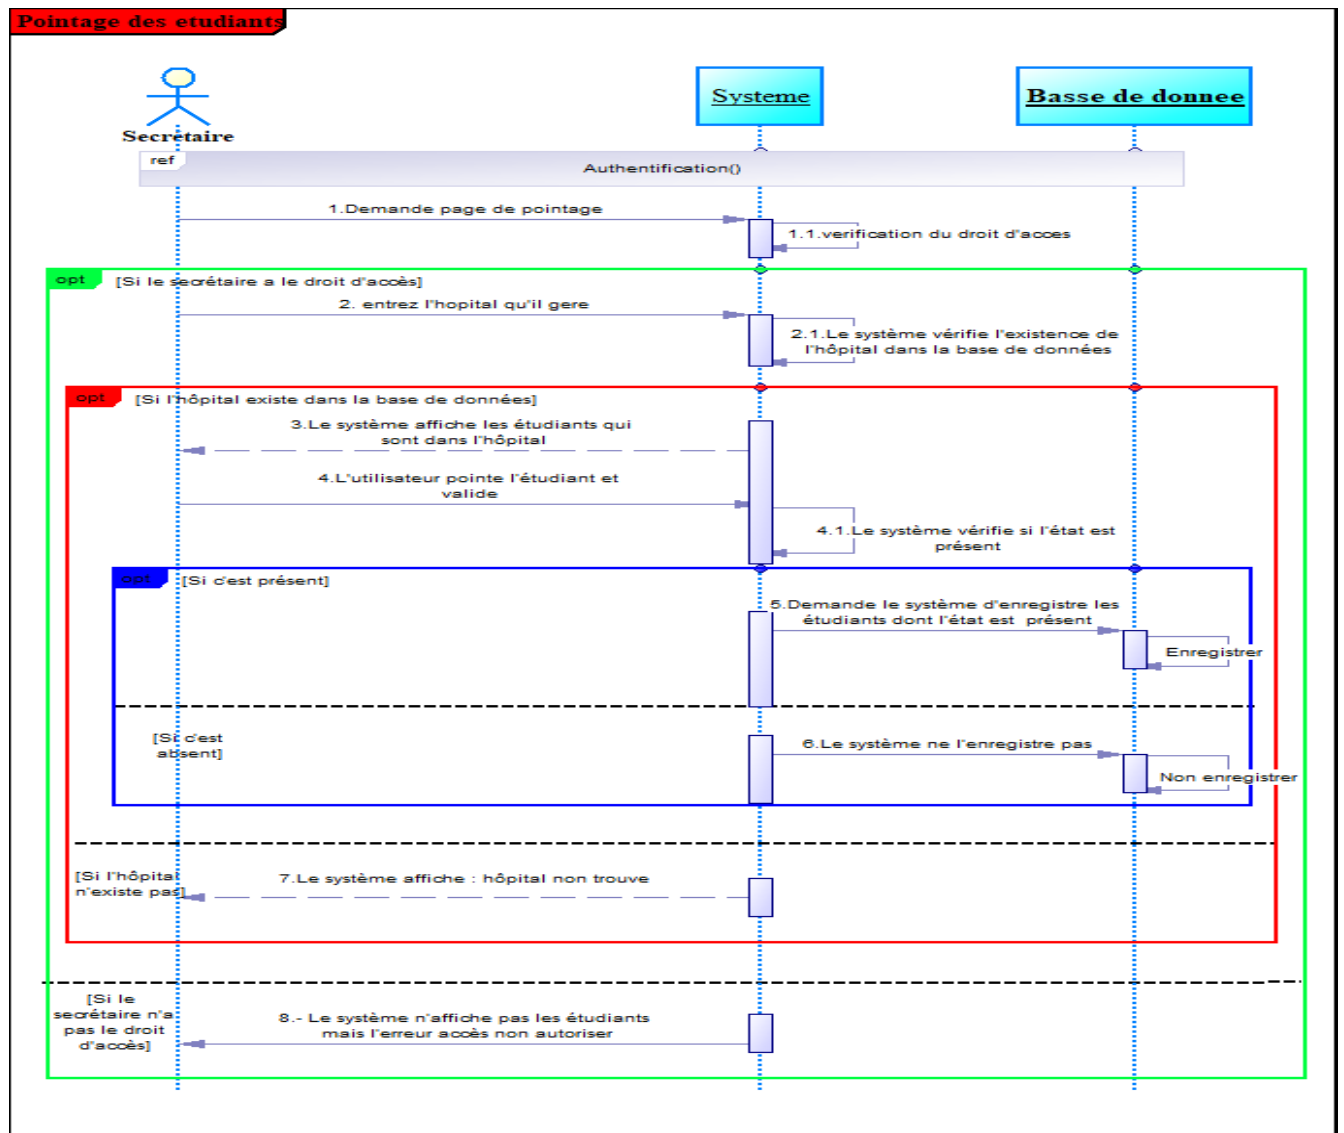 Pointage des etudiants
Systeme
Basse de donnee
Secretaire
ref
Authentification()
1.Demande page de pointage
1.1.verification du droit d'acces
opt
[Si le secrétaire a le droit d'accès]
2. entrez l'hopital qu'il gere
2.1.Le système vérifie l'existence de
l'hôpital dans la base de données
opt
[Si l'hôpital existe dans la base de données]
3.Le système affiche les étudiants qui
sont dans l'hôpital
4.L'utilisateur pointe l'étudiant et
valide
4.1.Le système vérifie si l'état est
présent
opt
[Si c'est présent]
5.Demande le système d'enregistre les
étudiants dont l'état est présent
Enregistrer
[Si c'est
absent]
6.Le système ne l'enregistre pas
Non enregistrer
[Si l'hôpital
n'existe pas]
7.Le système affiche : hôpital non trouve
[Si le
secrétaire n'a
pas le droit
d'accès]
8.- Le système n'affiche pas les étudiants
mais l'erreur accès non autoriser